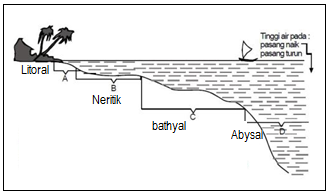 Tinggi air pada :
pasang naik
pasang turun
Litoral
A
B
Neritik
C
bathyal
Abysal
D